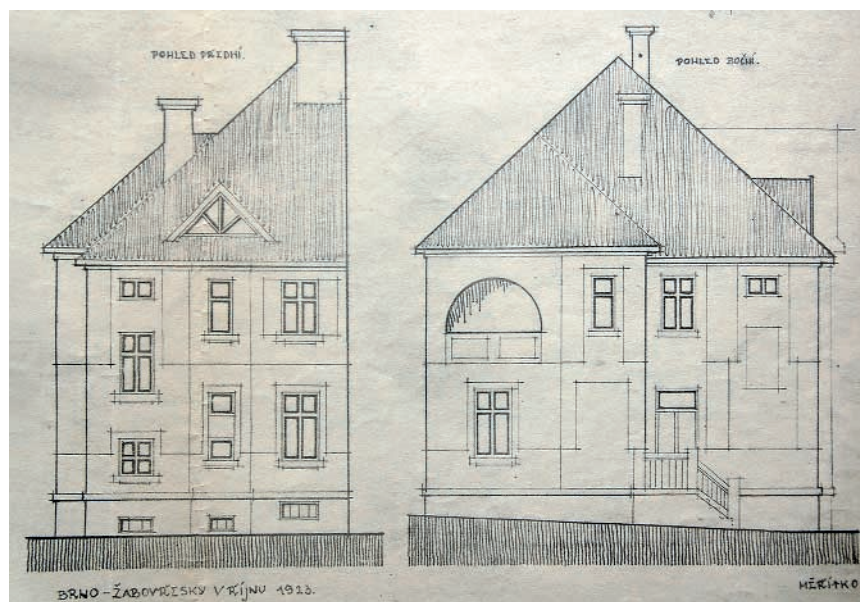 POHLED PŘEDNÍ.
POHLED BOČNÍ.
BRNO-ŽABOVŘESKY V ŘÍJNU 1923.
MĚŘÍTKO